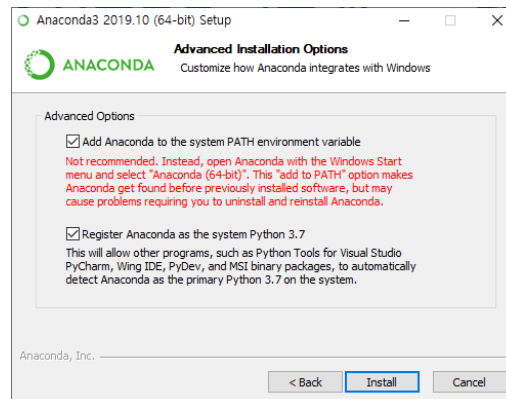 Anaconda3 2019.10 (64-bit) Setup
ANACONDA
Advanced Installation Options
Customize how Anaconda integrates with Windows
Advanced Options
Add Anaconda to the system PATH environment variable
Not recommended. Instead, open Anaconda with the Windows Start
menu and select "Anaconda (64-bit)". This "add to PATH" option makes
Anaconda get found before previously installed software, but may
cause problems requiring you to uninstall and reinstall Anaconda.
Register Anaconda as the system Python 3.7
This will allow other programs, such as Python Tools for Visual Studio
PyCharm, Wing IDE, PyDev, and MSI binary packages, to automatically
detect Anaconda as the primary Python 3.7 on the system.
Anaconda, Inc.
< Back
Install
Cancel